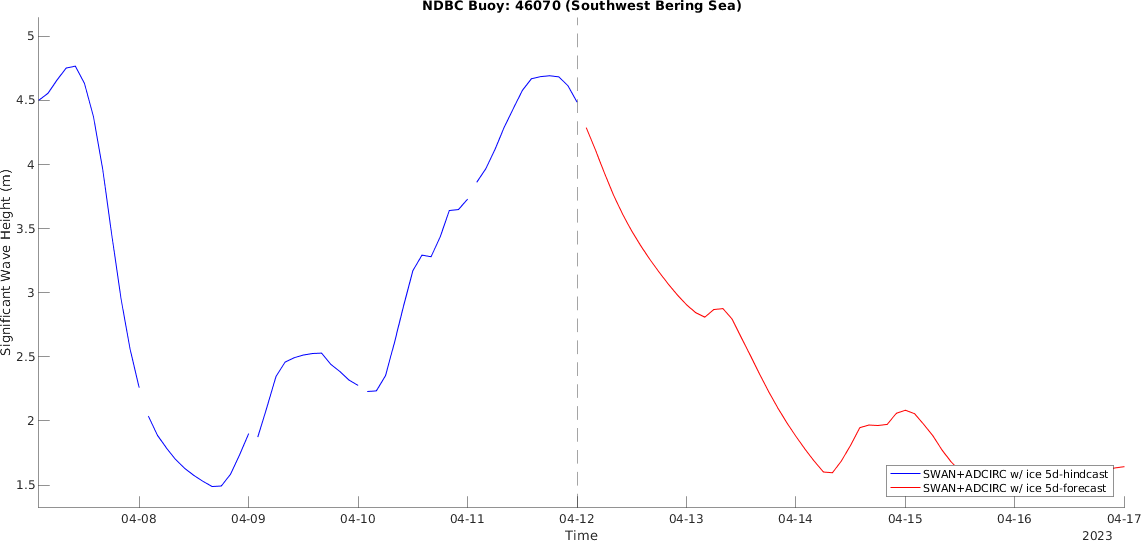 NDBC Buoy: 46070 (Southwest Bering Sea)
5
4.5
4
3.5
3
2.5
2
1.5
Significant Wave Height (m)
SWAN+ADCIRC w/ ice 5d-hindcast
SWAN+ADCIRC w/ ice 5d-forecast
04-08 04-09 04-10 04-11 04-12 04-13 04-14 04-15 04-16 04-17
Time
2023